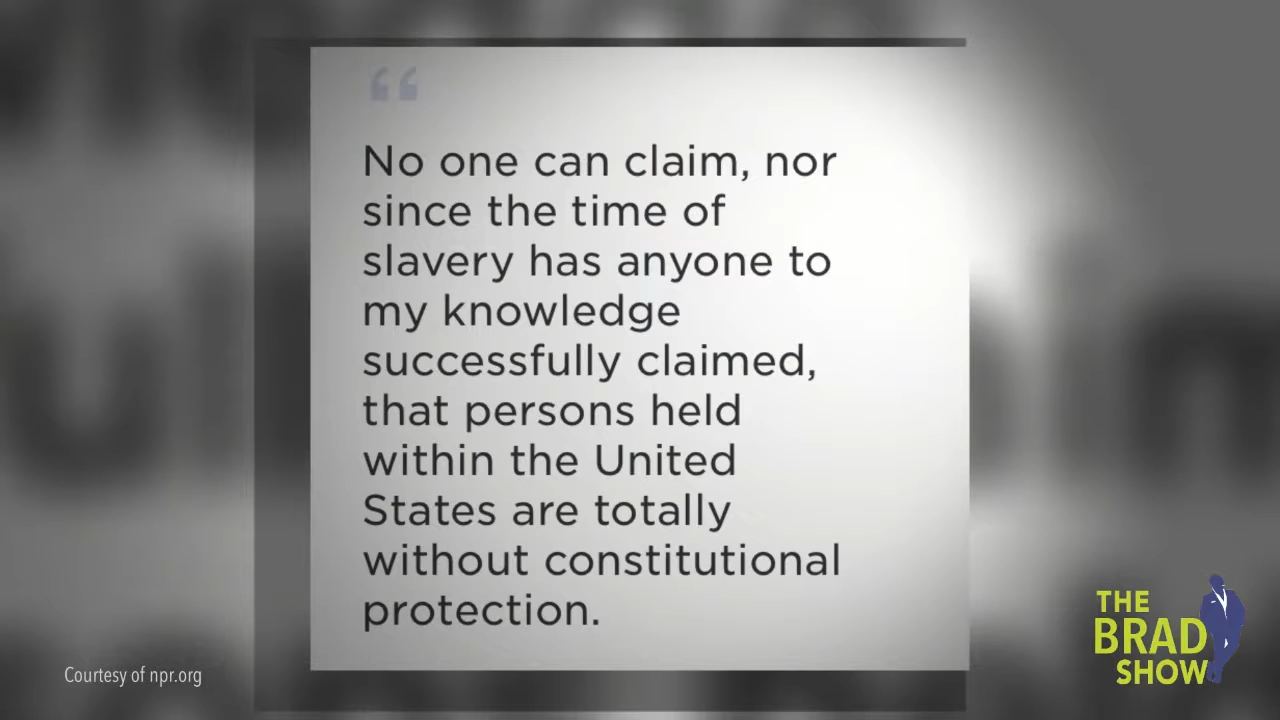 “
No one can claim, nor
since the time of
slavery has anyone to
my knowledge
successfully claimed,
that persons held
within the United
States are totally
without constitutional
protection.
Courtesy of npr.org
THE
BRAD
SHOW